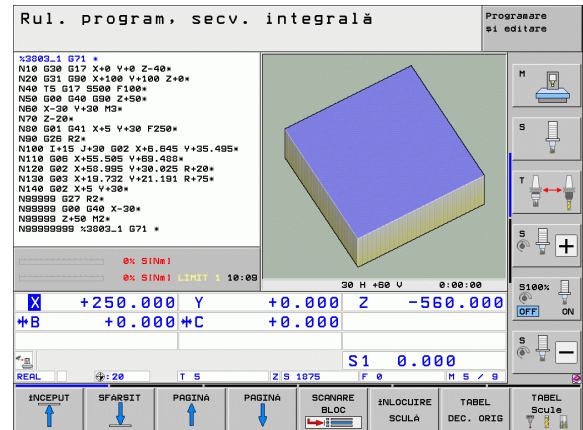 Rul. program, secv. integrală
Programare
și editare
%3803_1 G71 *
N10 G30 G17 X+0 Y+0 Z-40*
N20 G31 G90 X+100 Y+100 Z+0*
N40 T5 G17 S500 F100*
N50 G00 G40 G90 Z+50*
N60 X-30 Y+30 M3*
N70 Z-20*
N80 G01 G41 X+5 Y+30 F250*
N90 G26 R2*
N100 I+15 J+30 G02 X+6.645 Y+35.495*
N110 G06 X+55.505 Y+69.488*
N120 G02 X+58.995 Y+30.025 R+20*
N130 G03 X+19.732 Y+21.191 R+75*
N140 G02 X+5 Y+30*
N99999 G27 R2*
N99999 G00 G40 X-30*
N99999 Z+50 M2*
N99999999 %3803_1 G71 *
0% S[Nm]
0% S[Nm] LIMIT 1 10:09
30 H +60 V 0:00:00
X +250.000 Y +0.000 Z -560.000
*B +0.000 *C +0.000
S1 0.000
REAL : 20 T 5 Z S 1875 F 0 M 5 / 9
M
S
T
S
S100%
OFF ON
S
ÎNCEPUT
SFÂRȘIT
PAGINĂ
PAGINĂ
SCANARE
BLOC
ÎNLOCUIRE
SCULĂ
TABEL
DEC. ORIG
TABEL
Scule